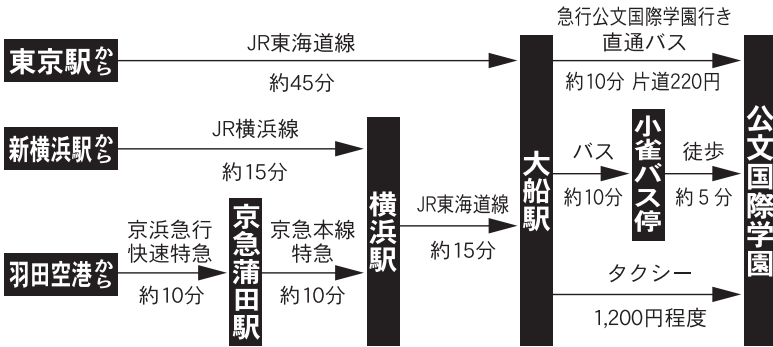 東京駅から
JR東海道線
約45分
新横浜駅から
JR横浜線
約15分
羽田空港から
京浜急行
快速特急
約10分
京急蒲田駅
京急本線
特急
約10分
横浜駅
JR東海道線
約15分
大船駅
急行公文国際学園行き
直通バス
約10分 片道220円
バス
約10分
小雀バス停
徒歩
約5分
タクシー
1,200円程度
公文国際学園